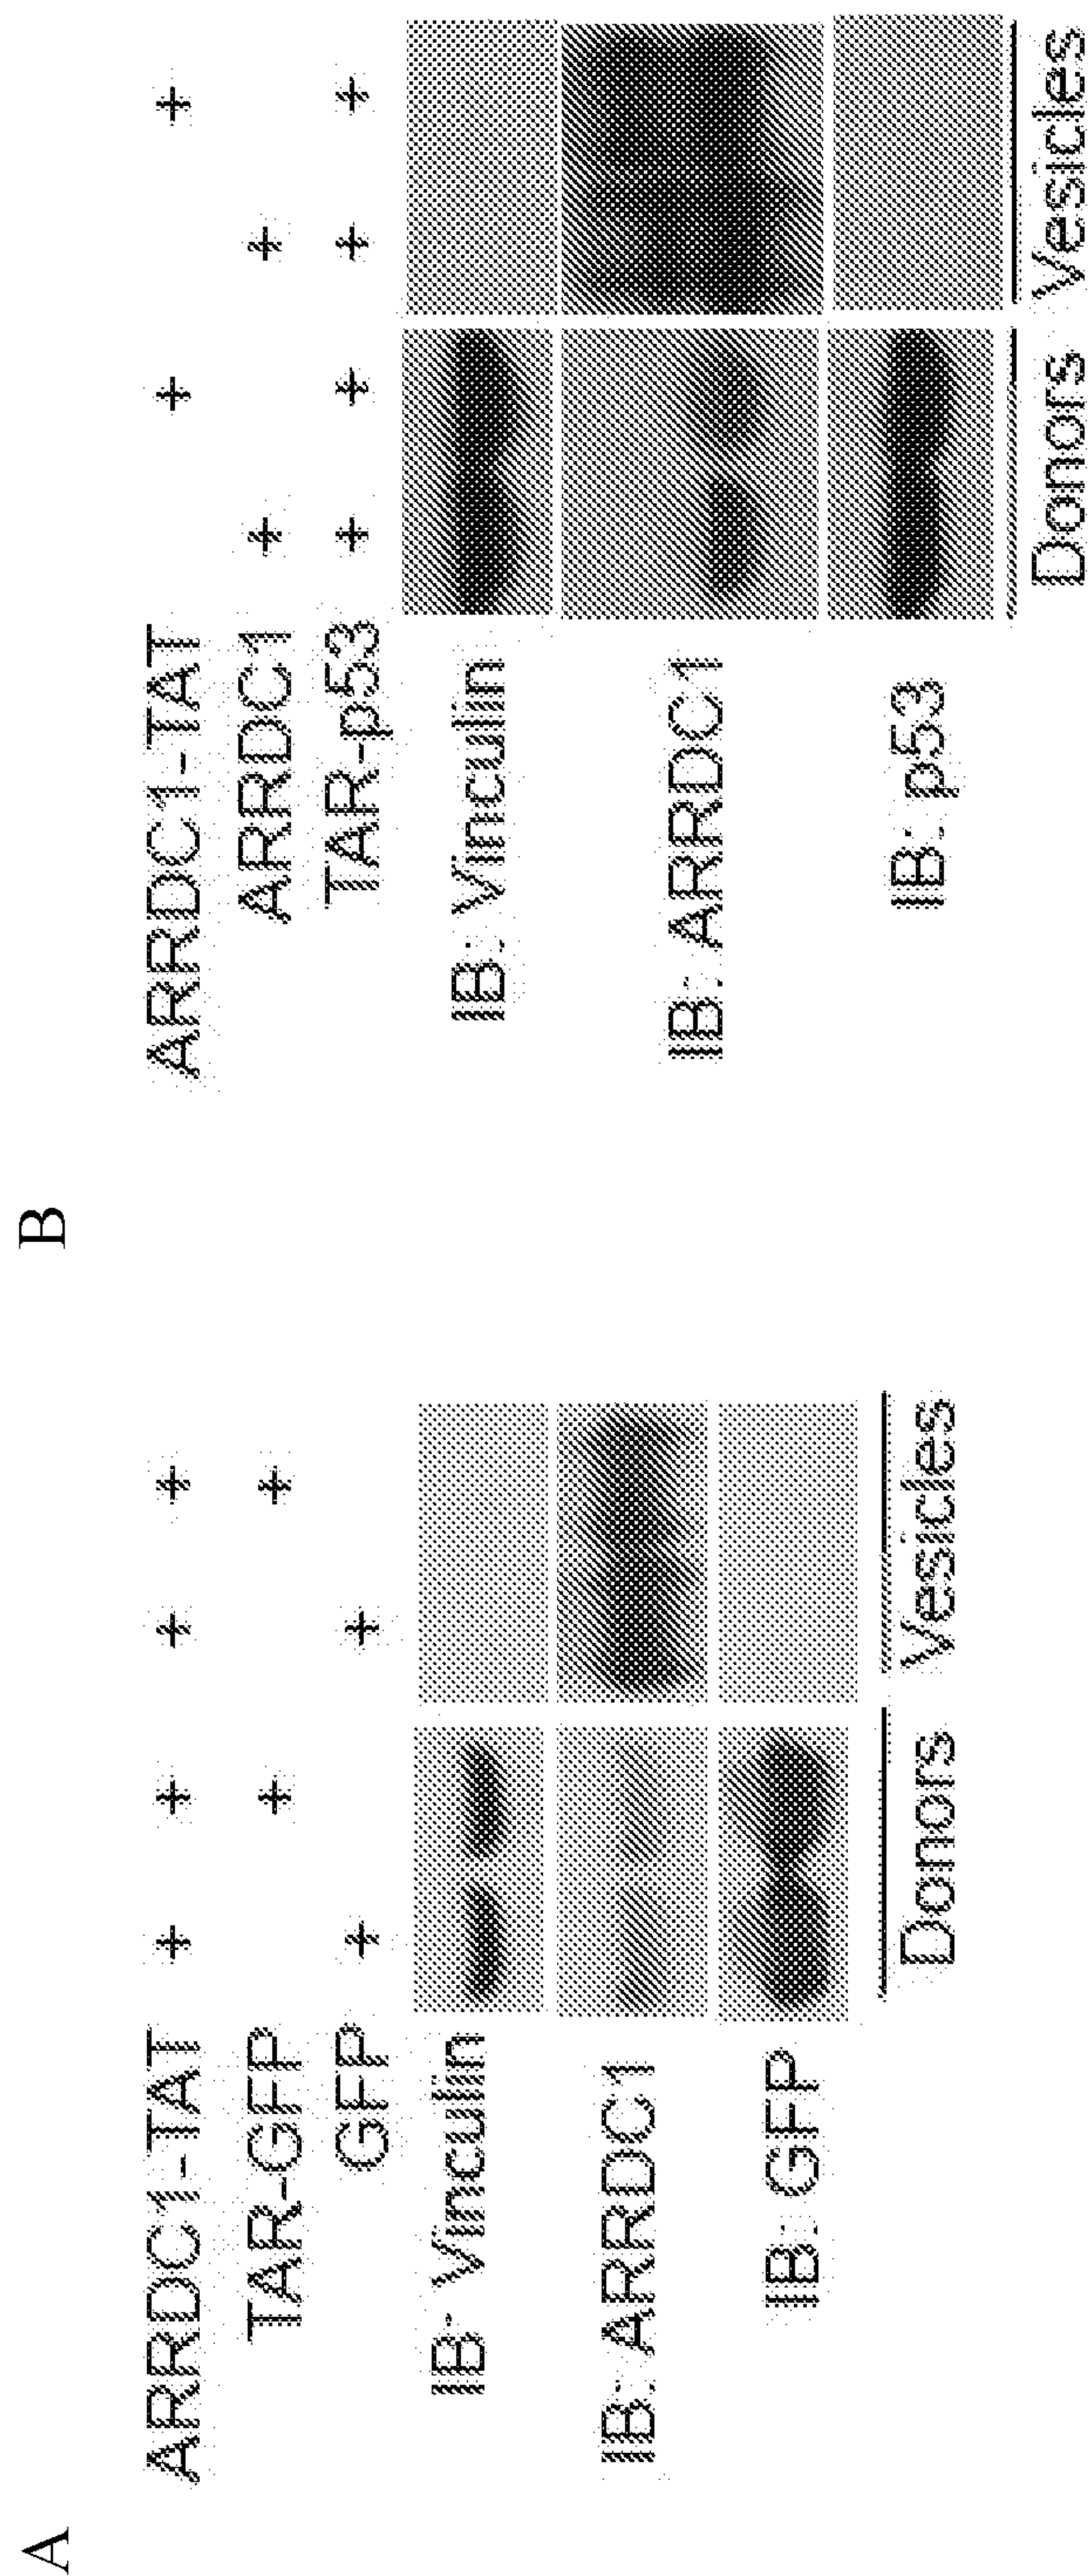 A
ARRDC1-TAT + + + +
TAR-GFP + +
GFP + +
IB: Vinculin
IB: ARRDC1
IB: GFP
Donors Vesicles
B
ARRDC1-TAT + +
ARRDC1 + +
TAR-p53 + + + +
IB: Vinculin
IB: ARRDC1
IB: p53
Donors Vesicles